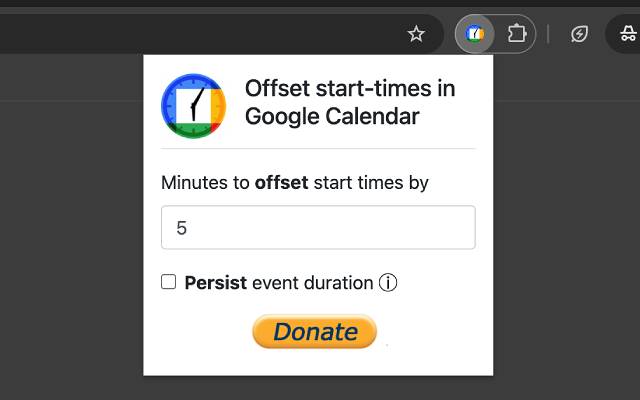 Offset start-times in
Google Calendar
Minutes to offset start times by
5
Persist event duration ⓘ
Donate